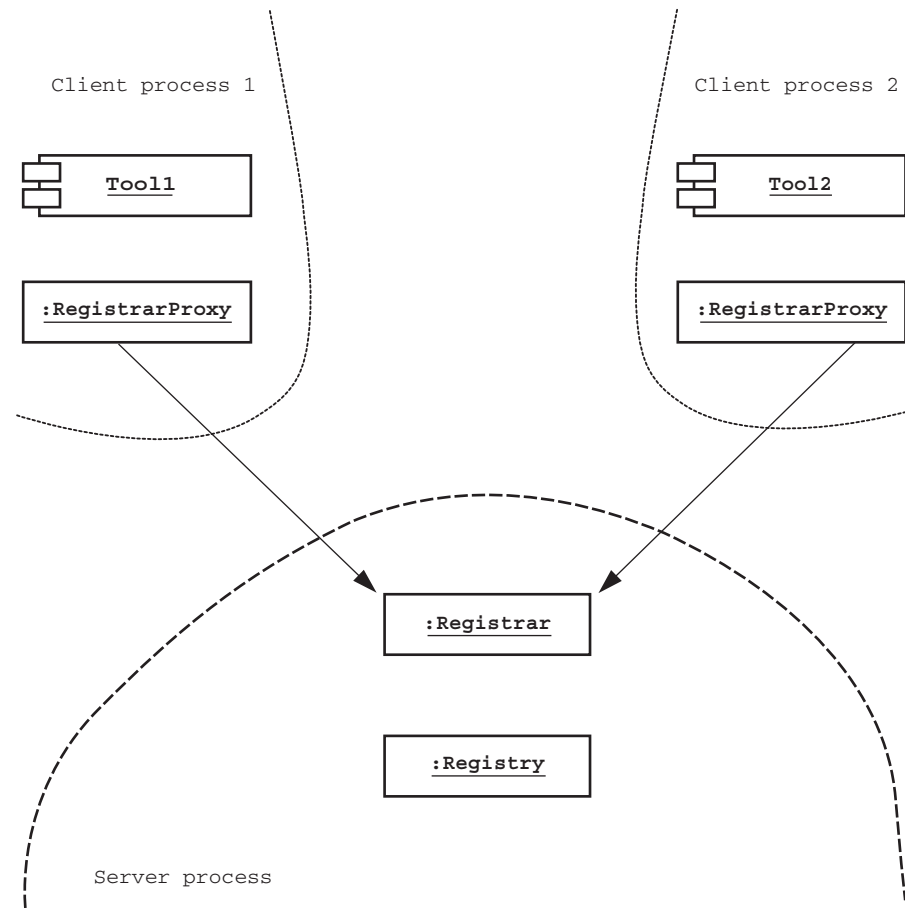 Client process 1
Client process 2
Tool1
Tool2
:RegistrarProxy
:RegistrarProxy
:Registrar
:Registry
Server process